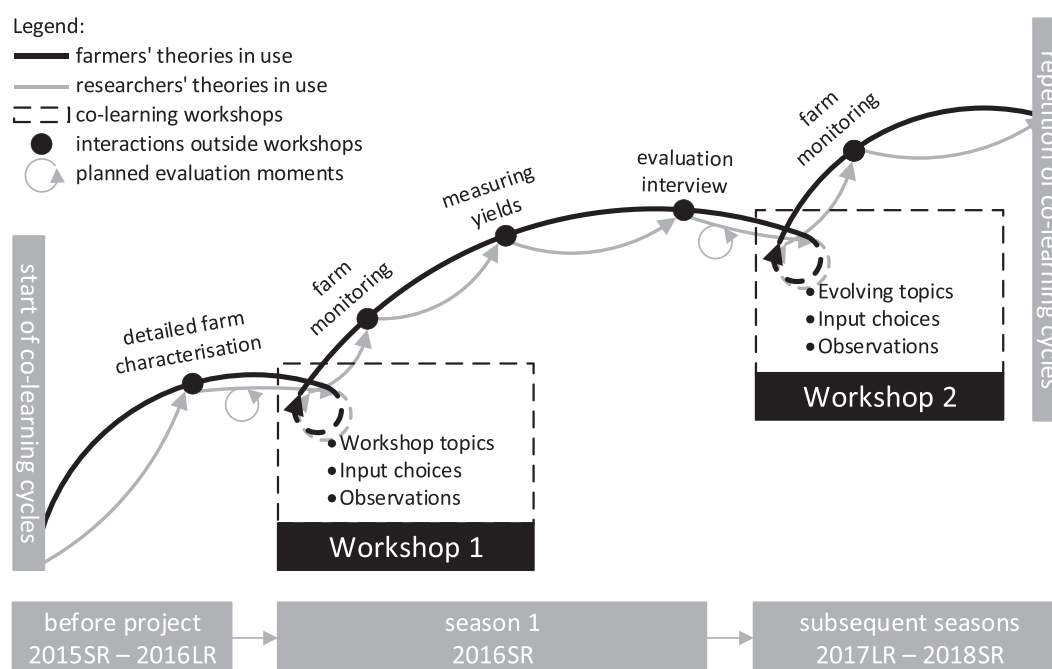 Legend:
farmers' theories in use
researchers' theories in use
co-learning workshops
interactions outside workshops
planned evaluation moments
start of co-learning cycles
detailed farm
characterisation
farm
monitoring
measuring
yields
evaluation
interview
farm
monitoring
repetition of co-learning cycles
•Workshop topics
•Input choices
•Observations
Workshop 1
•Evolving topics
•Input choices
•Observations
Workshop 2
before project
2015SR – 2016LR
season 1
2016SR
subsequent seasons
2017LR – 2018SR